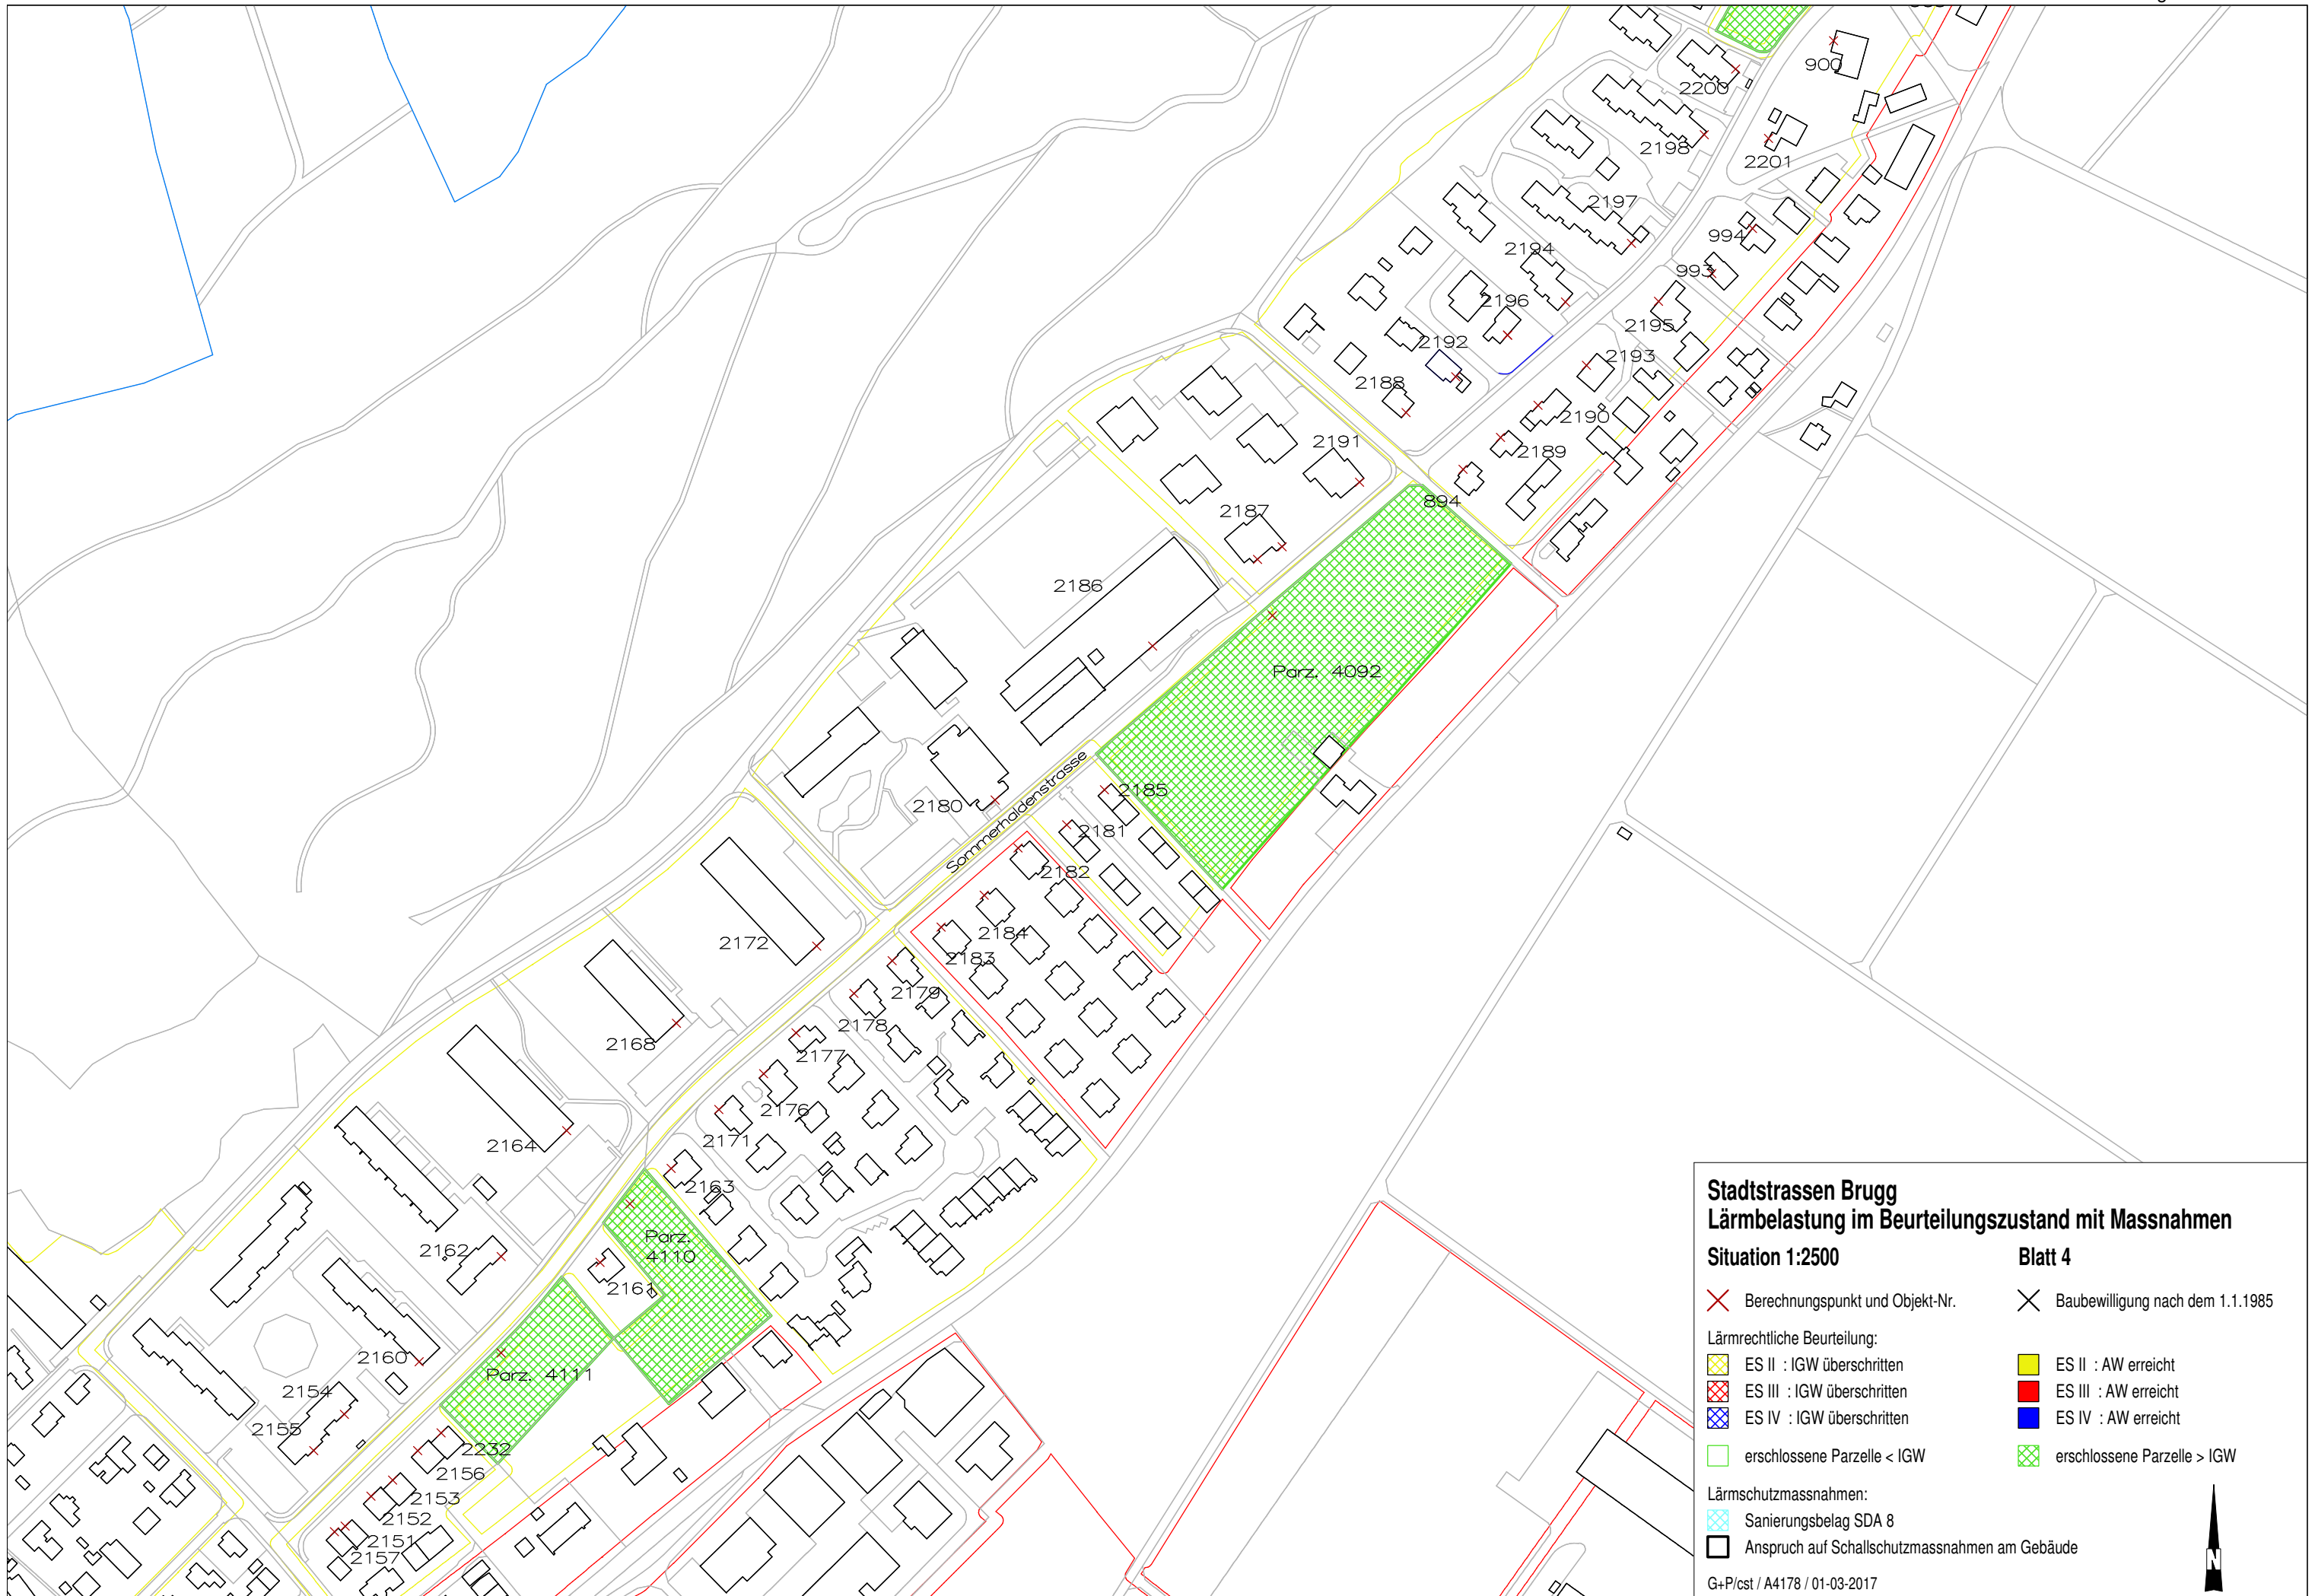 900
2200
2198
2201
2197
994
2194
993
2196
2195
2192
2193
2188
2190
2191
2189
894
2187
2186
Parz. 4092
2185
2180
Sommerhaldenstrasse
2181
2182
2184
2172
2183
2179
2178
2168
2177
2176
2164
2171
2163
Parz.
4110
2162
2161
2160
Parz. 4111
2154
2155
2232
2156
2153
2152
2151
2157
Stadtstrassen Brugg
Lärmbelastung im Beurteilungszustand mit Massnahmen
Situation 1:2500 Blatt 4
Berechnungspunkt und Objekt-Nr. Baubewilligung nach dem 1.1.1985
Lärmrechtliche Beurteilung:
ES II : IGW überschritten ES II : AW erreicht
ES III : IGW überschritten ES III : AW erreicht
ES IV : IGW überschritten ES IV : AW erreicht
erschlossene Parzelle < IGW erschlossene Parzelle > IGW
Lärmschutzmassnahmen:
Sanierungsbelag SDA 8
Anspruch auf Schallschutzmassnahmen am Gebäude
N
G+P/cst / A4178 / 01-03-2017